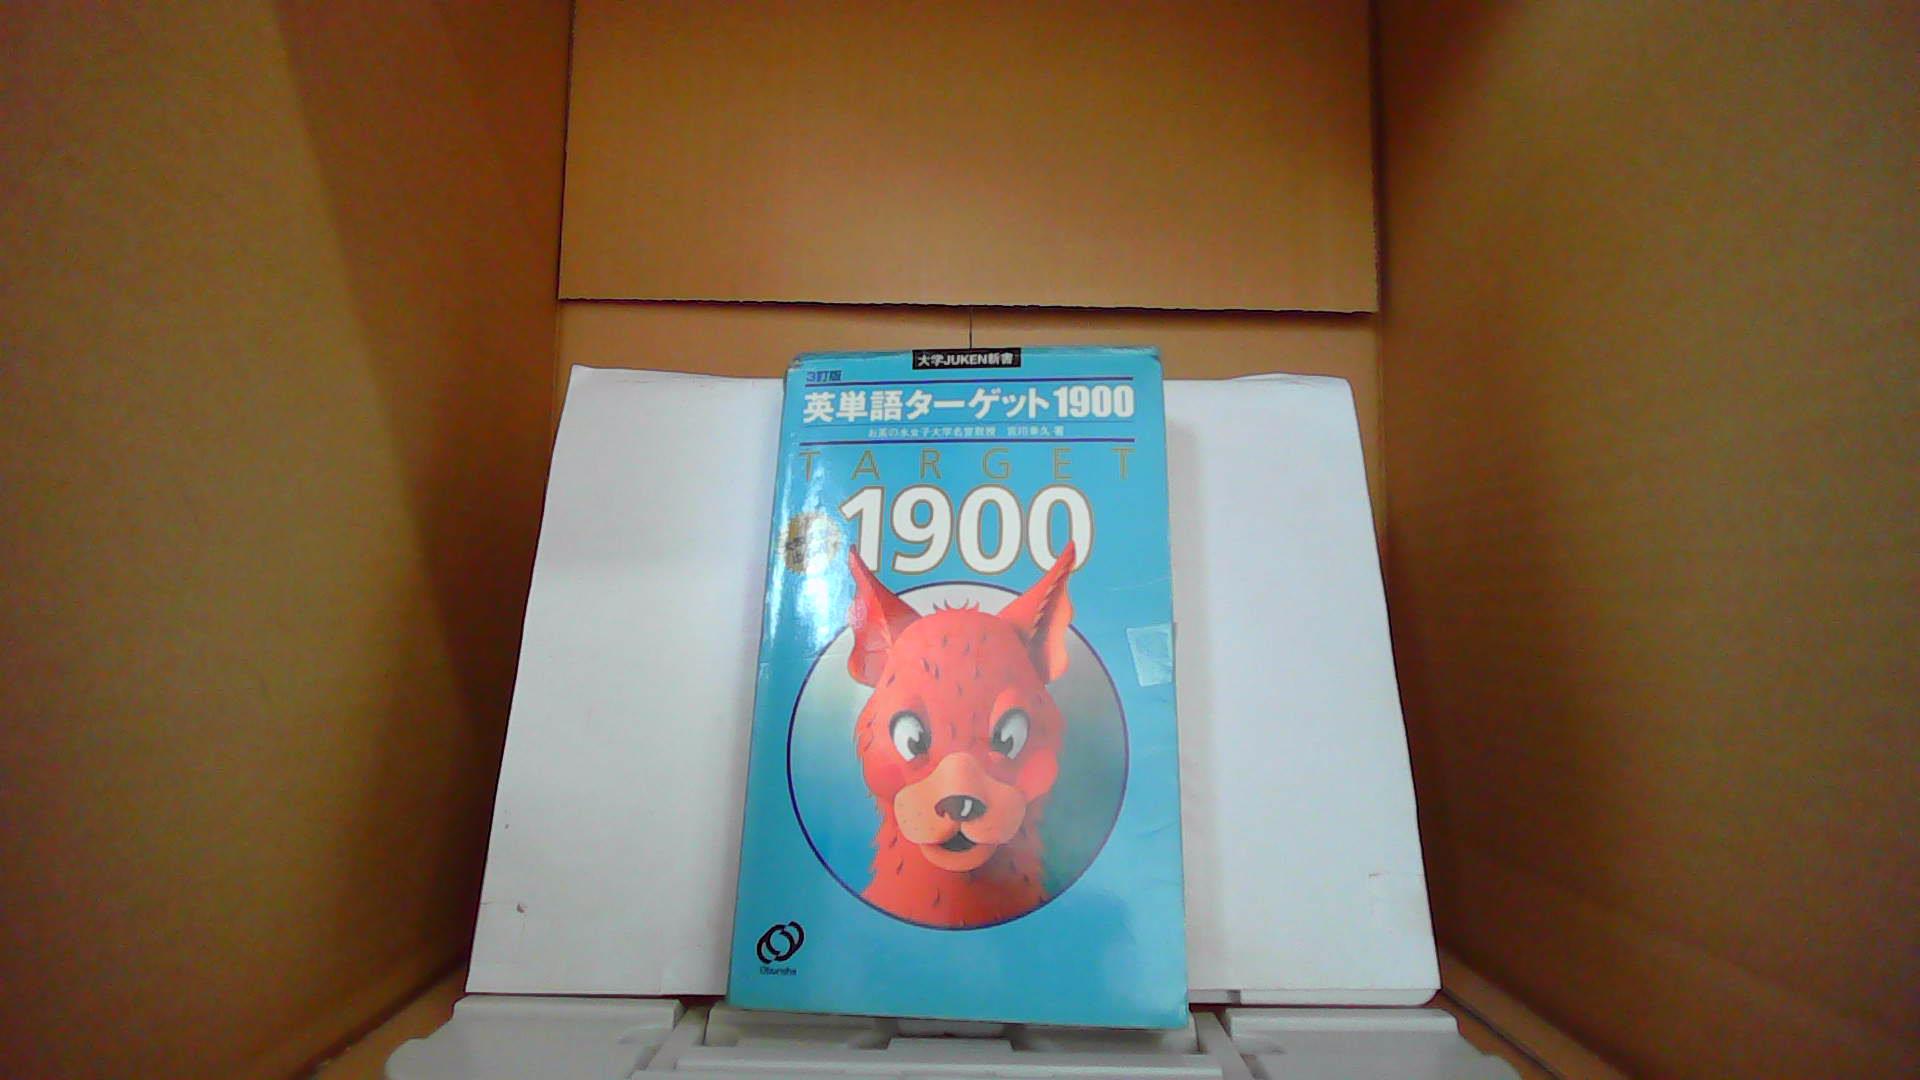 大学JUKEN新書
3訂版
英単語ターゲット1900
お茶の水女子大学名誉教授 宮川幸久 著
TARGET
1900
Obunsha